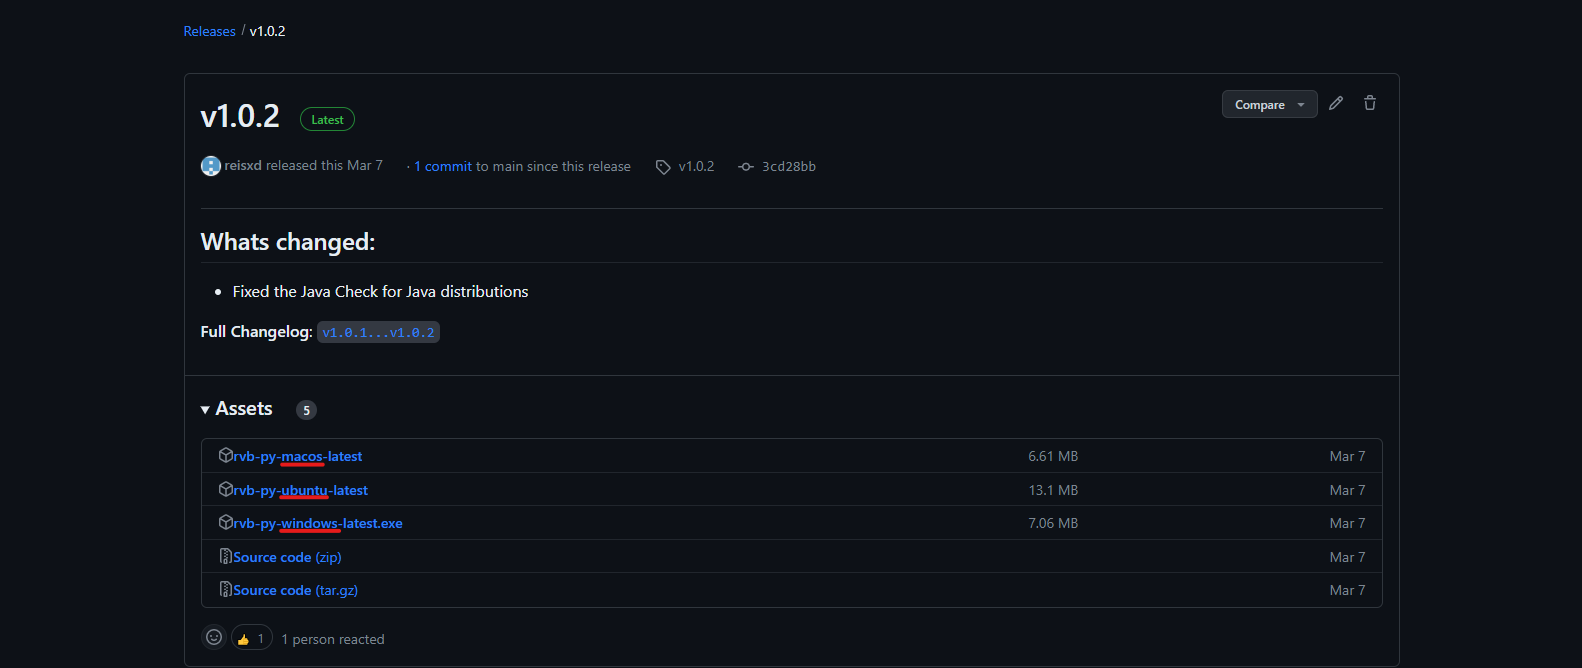 Releases / v1.0.2
v1.0.2 Latest
Compare
reisxd released this Mar 7 · 1 commit to main since this release v1.0.2 3cd28bb
Whats changed:
• Fixed the Java Check for Java distributions
Full Changelog: v1.0.1...v1.0.2
Assets 5
rvb-py-macos-latest 6.61 MB Mar 7
rvb-py-ubuntu-latest 13.1 MB Mar 7
rvb-py-windows-latest.exe 7.06 MB Mar 7
Source code (zip) Mar 7
Source code (tar.gz) Mar 7
👍 1 1 person reacted